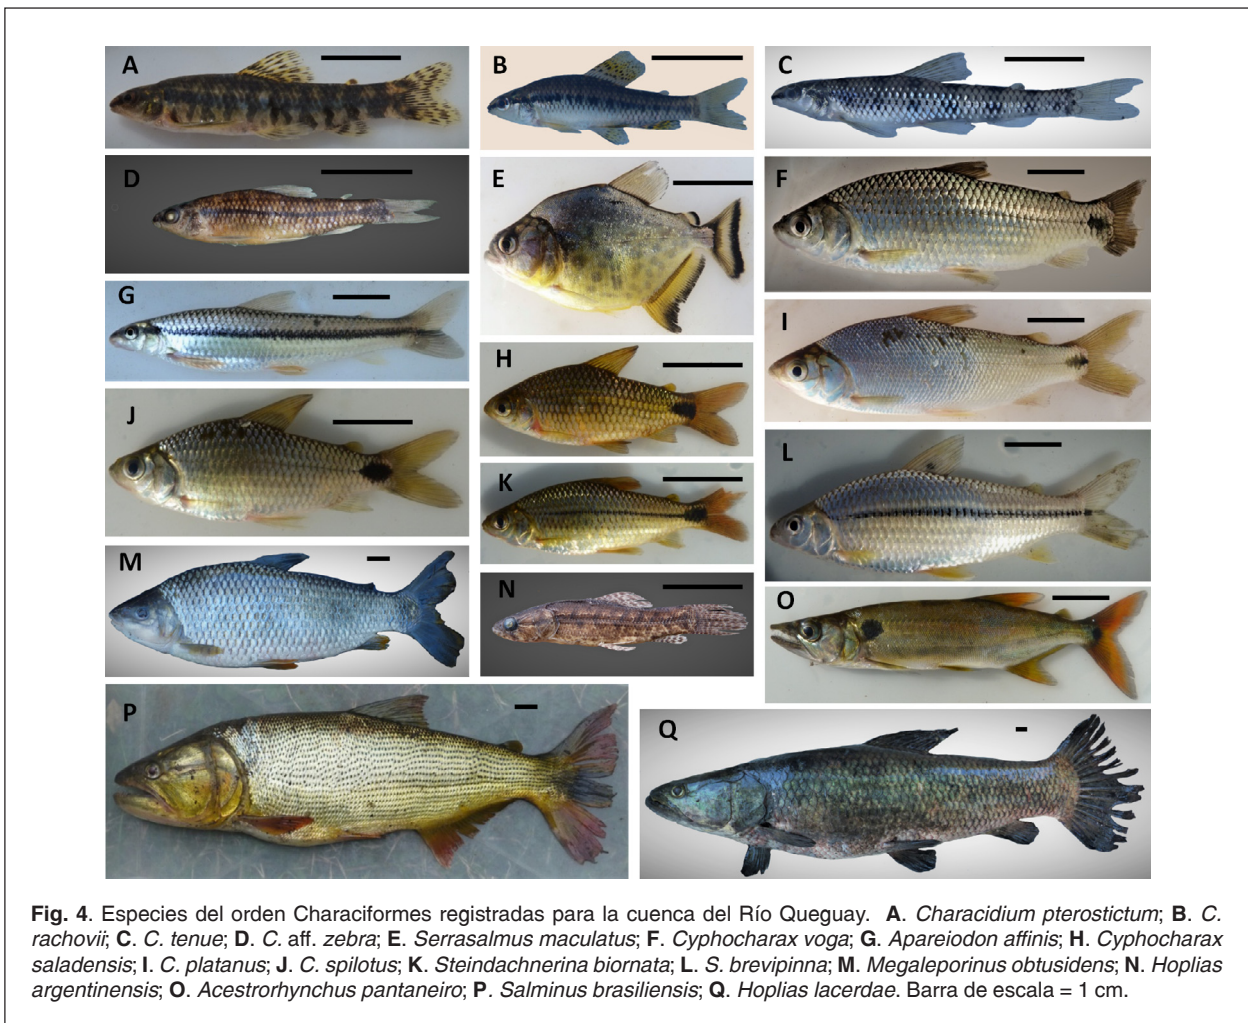 A
B
C
D
E
F
G
H
I
J
K
L
M
N
O
P
Q
Fig. 4. Especies del orden Characiformes registradas para la cuenca del Río Queguay. A. Characidium pterostictum; B. C.
rachovii; C. C. tenue; D. C. aff. zebra; E. Serrasalmus maculatus; F. Cyphocharax voga; G. Apareiodon affinis; H. Cyphocharax
saladensis; I. C. platanus; J. C. spilotus; K. Steindachnerina biornata; L. S. brevipinna; M. Megaleporinus obtusidens; N. Hoplias
argentinensis; O. Acestrorhynchus pantaneiro; P. Salminus brasiliensis; Q. Hoplias lacerdae. Barra de escala = 1 cm.